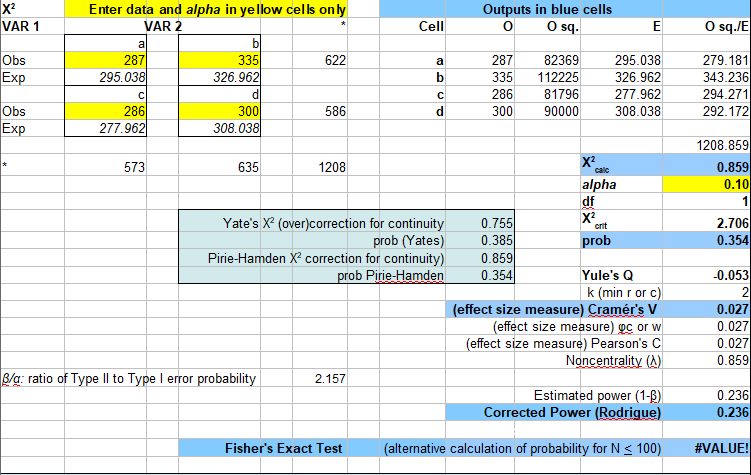 X² Enter data and alpha in yellow cells only Outputs in blue cells
VAR 1 VAR 2 * Cell O O sq. E O sq./E
a b
Obs 287 335 622 a 287 82369 295.038 279.181
Exp 295.038 326.962 b 335 112225 326.962 343.236
c d c 286 81796 277.962 294.271
Obs 286 300 586 d 300 90000 308.038 292.172
Exp 277.962 308.038
1208.859
* 573 635 1208 X²calc 0.859
alpha 0.10
df 1
Yate's X² (over)correction for continuity 0.755 X²crit 2.706
prob (Yates) 0.385 prob 0.354
Pirie-Hamden X² correction for continuity) 0.859
prob Pirie-Hamden 0.354 Yule's Q -0.053
k (min r or c) 2
(effect size measure) Cramér's V 0.027
(effect size measure) φc or w 0.027
(effect size measure) Pearson's C 0.027
Noncentrality (λ) 0.859
β/α: ratio of Type II to Type I error probability 2.157
Estimated power (1-β) 0.236
Corrected Power (Rodrigue) 0.236
Fisher's Exact Test (alternative calculation of probability for N ≤ 100) #VALUE!